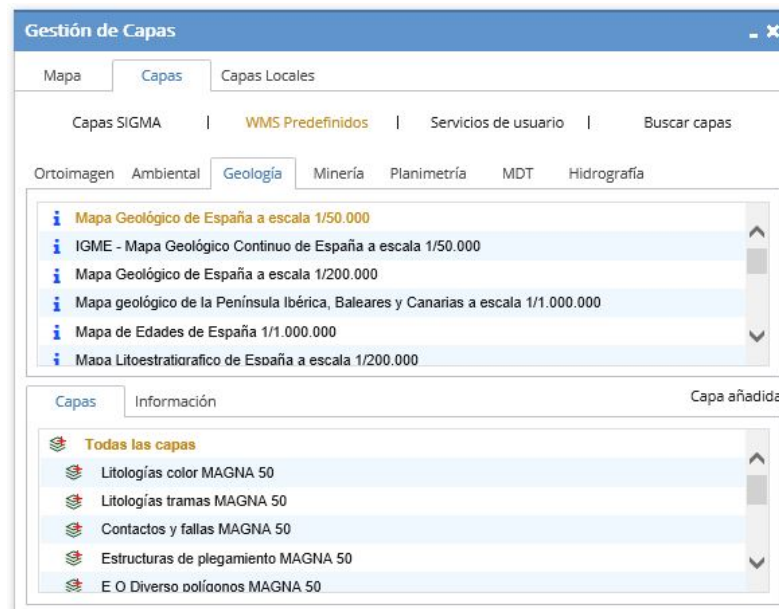 Gestión de Capas
Mapa Capas Capas Locales
Capas SIGMA | WMS Predefinidos | Servicios de usuario | Buscar capas
Ortoimagen Ambiental Geología Minería Planimetría MDT Hidrografía
Mapa Geológico de España a escala 1/50.000
IGME - Mapa Geológico Continuo de España a escala 1/50.000
Mapa Geológico de España a escala 1/200.000
Mapa geológico de la Península Ibérica, Baleares y Canarias a escala 1/1.000.000
Mapa de Edades de España 1/1.000.000
Mapa Litoestratigrafico de España a escala 1/200.000
Capas Información Capa añadida
Todas las capas
Litologías color MAGNA 50
Litologías tramas MAGNA 50
Contactos y fallas MAGNA 50
Estructuras de plegamiento MAGNA 50
E O Diverso polígonos MAGNA 50